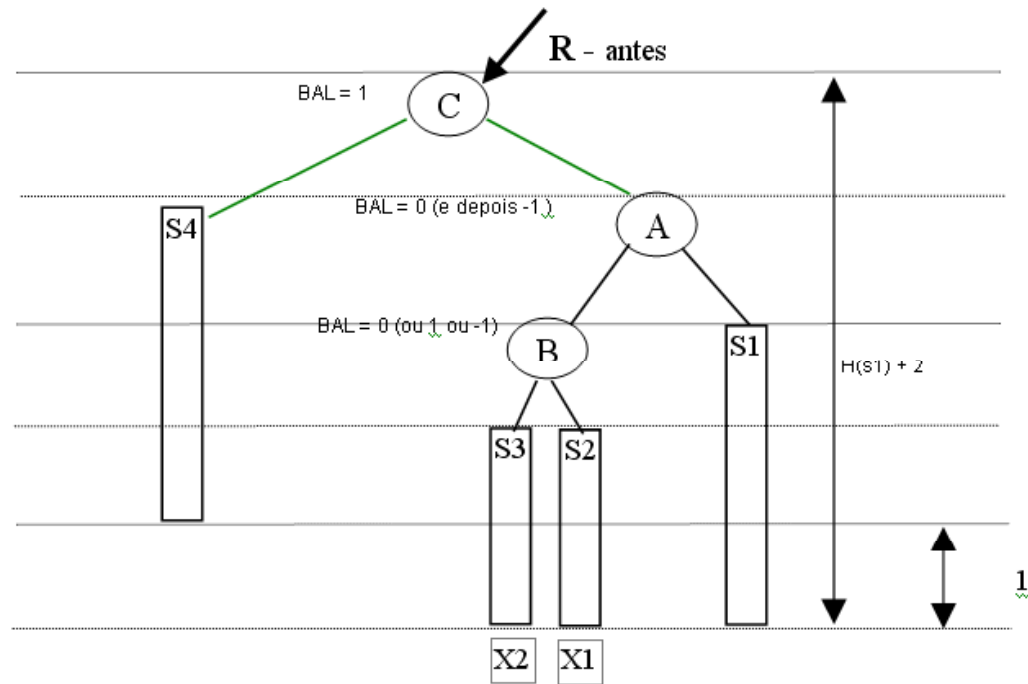 R - antes
BAL = 1
C
BAL = 0 (e depois -1)
S4
A
BAL = 0 (ou 1 ou -1)
B
S1
H(s1) + 2
S3
S2
1
X2
X1